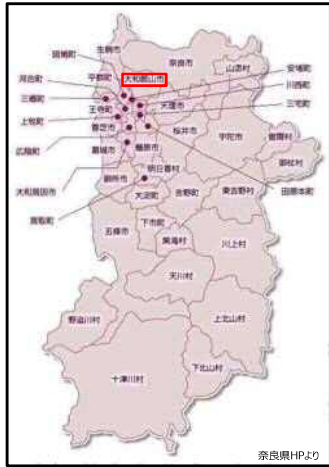 生駒市
斑鳩町
奈良市
平群町
大和郡山市
山添村
安堵町
河合町
川西町
三郷町
天理市
三宅町
王寺町
上牧町
香芝市
桜井市
宇陀市
曽爾村
広陵町
葛城市
橿原市
御杖村
明日香村
田原本町
御所市
大和高田市
大淀町
吉野町
東吉野村
高取町
下市町
五條市
黒滝村
川上村
天川村
野迫川村
上北山村
十津川村
下北山村
奈良県HPより